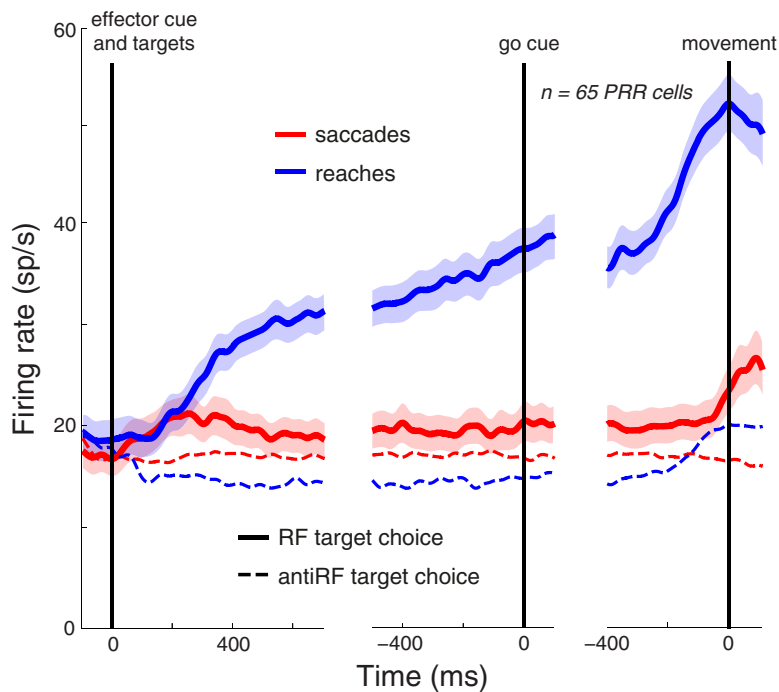 effector cue
and targets
go cue
movement
n = 65 PRR cells
saccades
reaches
RF target choice
antiRF target choice
60
40
20
0
Firing rate (sp/s)
0
400
−400
0
−400
0
Time (ms)